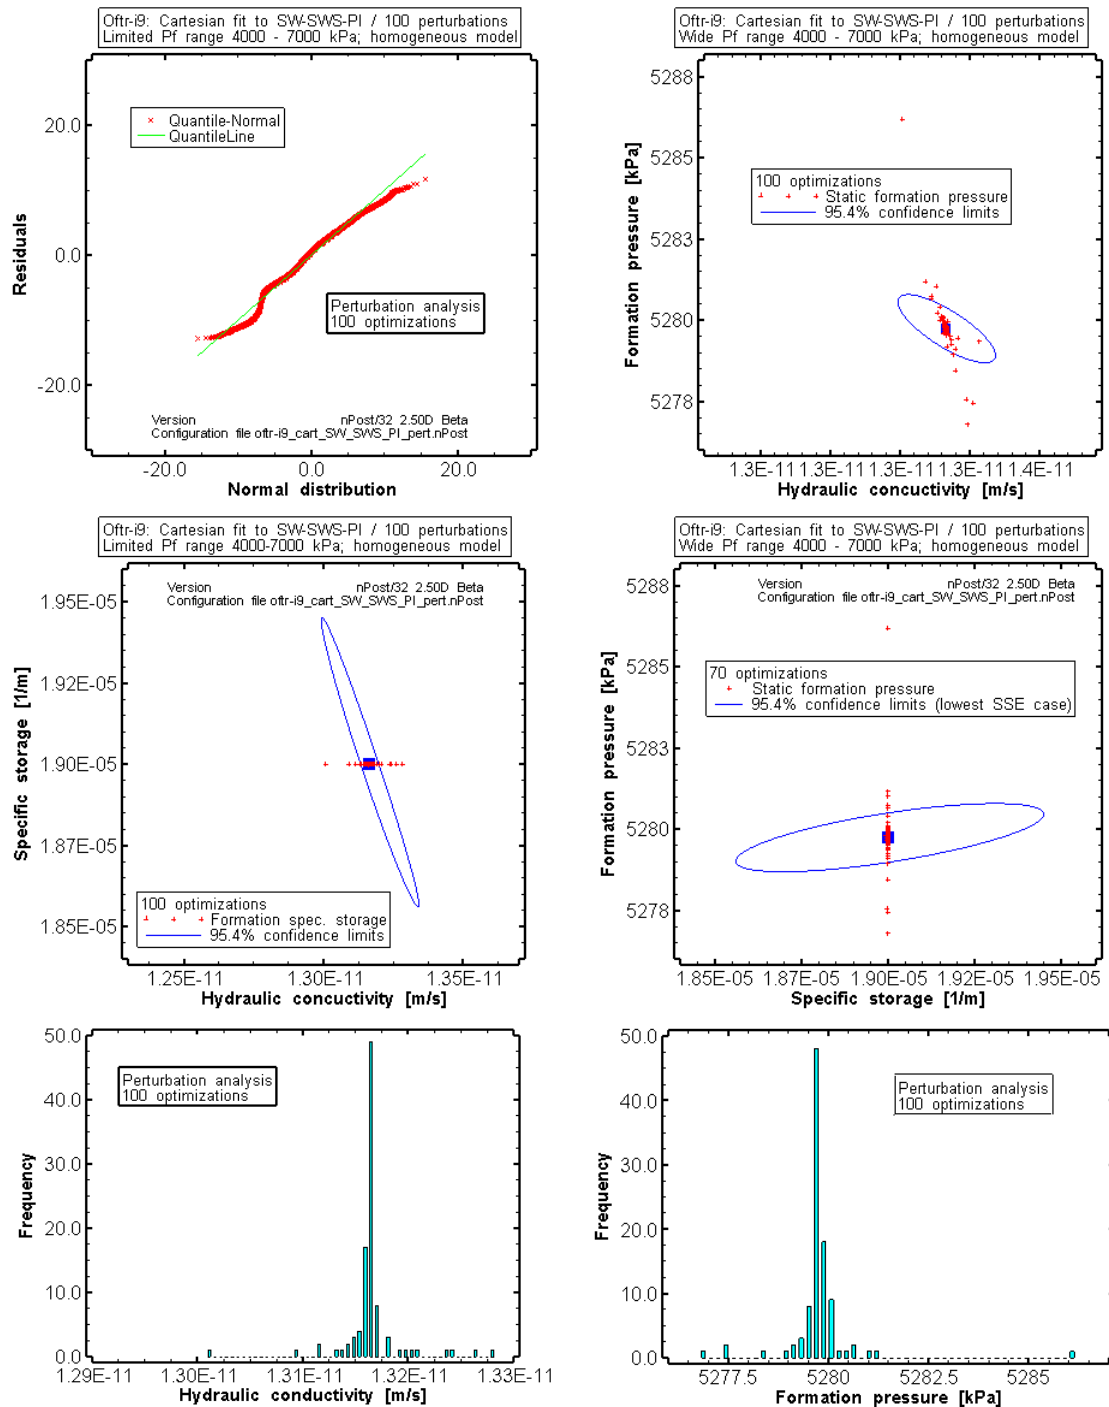 Oftr-i9: Cartesian fit to SW-SWS-PI / 100 perturbations
Limited Pf range 4000 - 7000 kPa; homogeneous model
20.0
0.0
-20.0
Residuals
Quantile-Normal
QuantileLine
Perturbation analysis
100 optimizations
Version nPost/32 2.50D Beta
Configuration file oftr-i9_cart_SW_SWS_PI_pert.nPost
-20.0 0.0 20.0
Normal distribution
Oftr-i9: Cartesian fit to SW-SWS-PI / 100 perturbations
Wide Pf range 4000 - 7000 kPa; homogeneous model
5288
5285
5283
5280
5278
Formation pressure [kPa]
100 optimizations
Static formation pressure
95.4% confidence limits
1.3E-11 1.3E-11 1.3E-11 1.3E-11 1.4E-11
Hydraulic concuctivity [m/s]
Oftr-i9: Cartesian fit to SW-SWS-PI / 100 perturbations
Limited Pf range 4000-7000 kPa; homogeneous model
Version nPost/32 2.50D Beta
Configuration file oftr-i9_cart_SW_SWS_PI_pert.nPost
1.95E-05
1.92E-05
1.90E-05
1.87E-05
1.85E-05
Specific storage [1/m]
100 optimizations
Formation spec. storage
95.4% confidence limits
1.25E-11 1.30E-11 1.35E-11
Hydraulic concuctivity [m/s]
Oftr-i9: Cartesian fit to SW-SWS-PI / 100 perturbations
Wide Pf range 4000 - 7000 kPa; homogeneous model
Version nPost/32 2.50D Beta
Configuration file oftr-i9_cart_SW_SWS_PI_pert.nPost
5288
5285
5283
5280
5278
Formation pressure [kPa]
70 optimizations
Static formation pressure
95.4% confidence limits (lowest SSE case)
1.85E-05 1.87E-05 1.90E-05 1.92E-05 1.95E-05
Specific storage [1/m]
50.0
40.0
30.0
20.0
10.0
0.0
Frequency
Perturbation analysis
100 optimizations
1.29E-11 1.30E-11 1.31E-11 1.32E-11 1.33E-11
Hydraulic conductivity [m/s]
50.0
40.0
30.0
20.0
10.0
0.0
Frequency
Perturbation analysis
100 optimizations
5277.5 5280 5282.5 5285
Formation pressure [kPa]